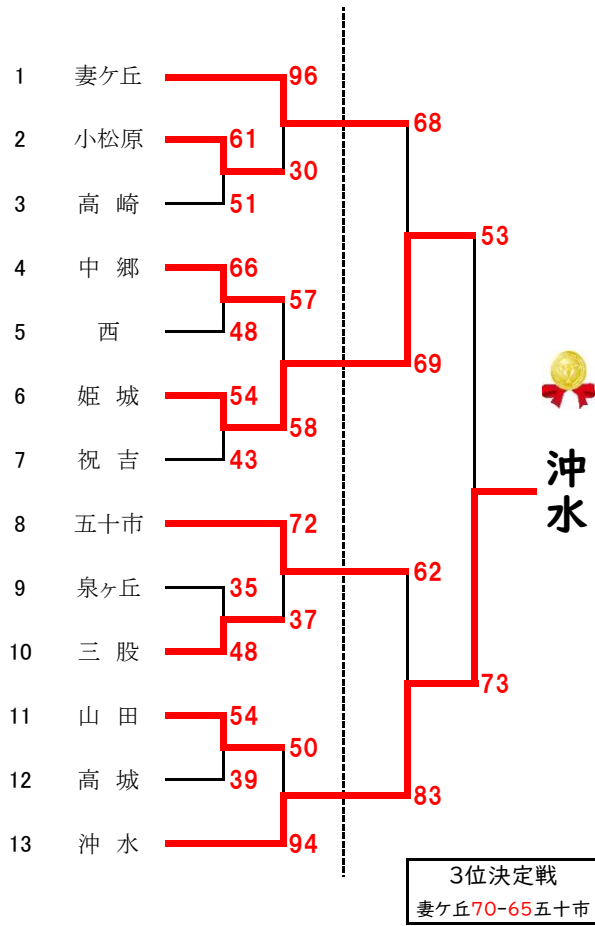 1 妻ケ丘 96
68
2 小松原 61
30
3 高崎 51
53
4 中郷 66
57
5 西 48
69
6 姫城 54
58
7 祝吉 43
沖水
8 五十市 72
62
9 泉ヶ丘 35
37
10 三股 48
73
11 山田 54
50
12 高城 39
83
13 沖水 94
3位決定戦
妻ケ丘70-65五十市